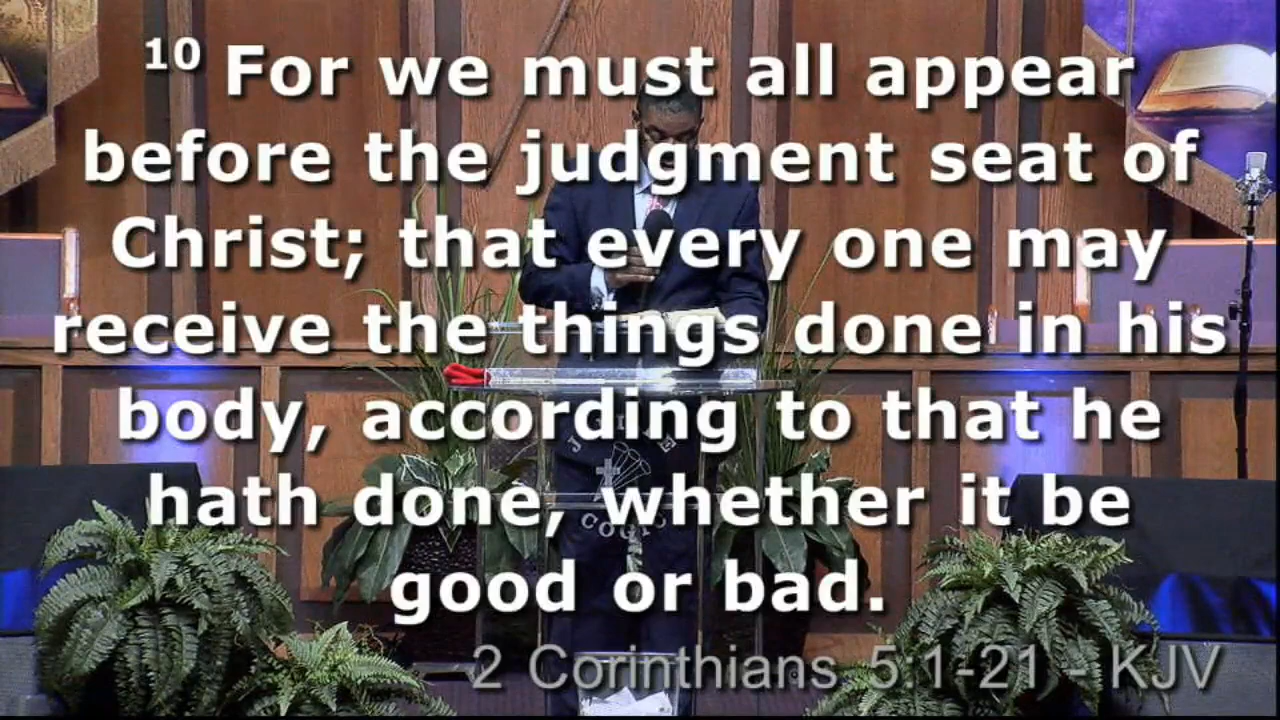 10 For we must all appear
before the judgment seat of
Christ; that every one may
receive the things done in his
body, according to that he
hath done, whether it be
good or bad.
2 Corinthians 5:1-21 - KJV